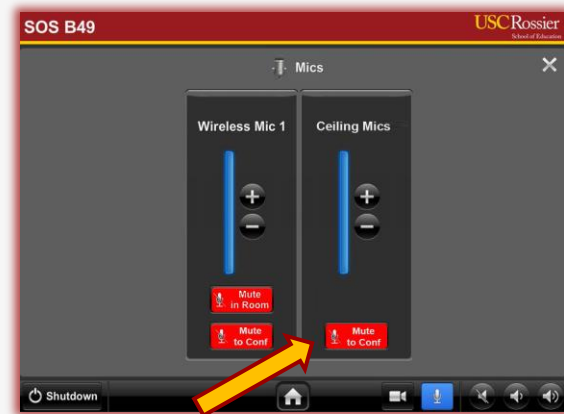 SOS B49
USC Rossier
School of Education
Mics
Wireless Mic 1
Ceiling Mics
Mute
in Room
Mute
to Conf
Mute
to Conf
Shutdown